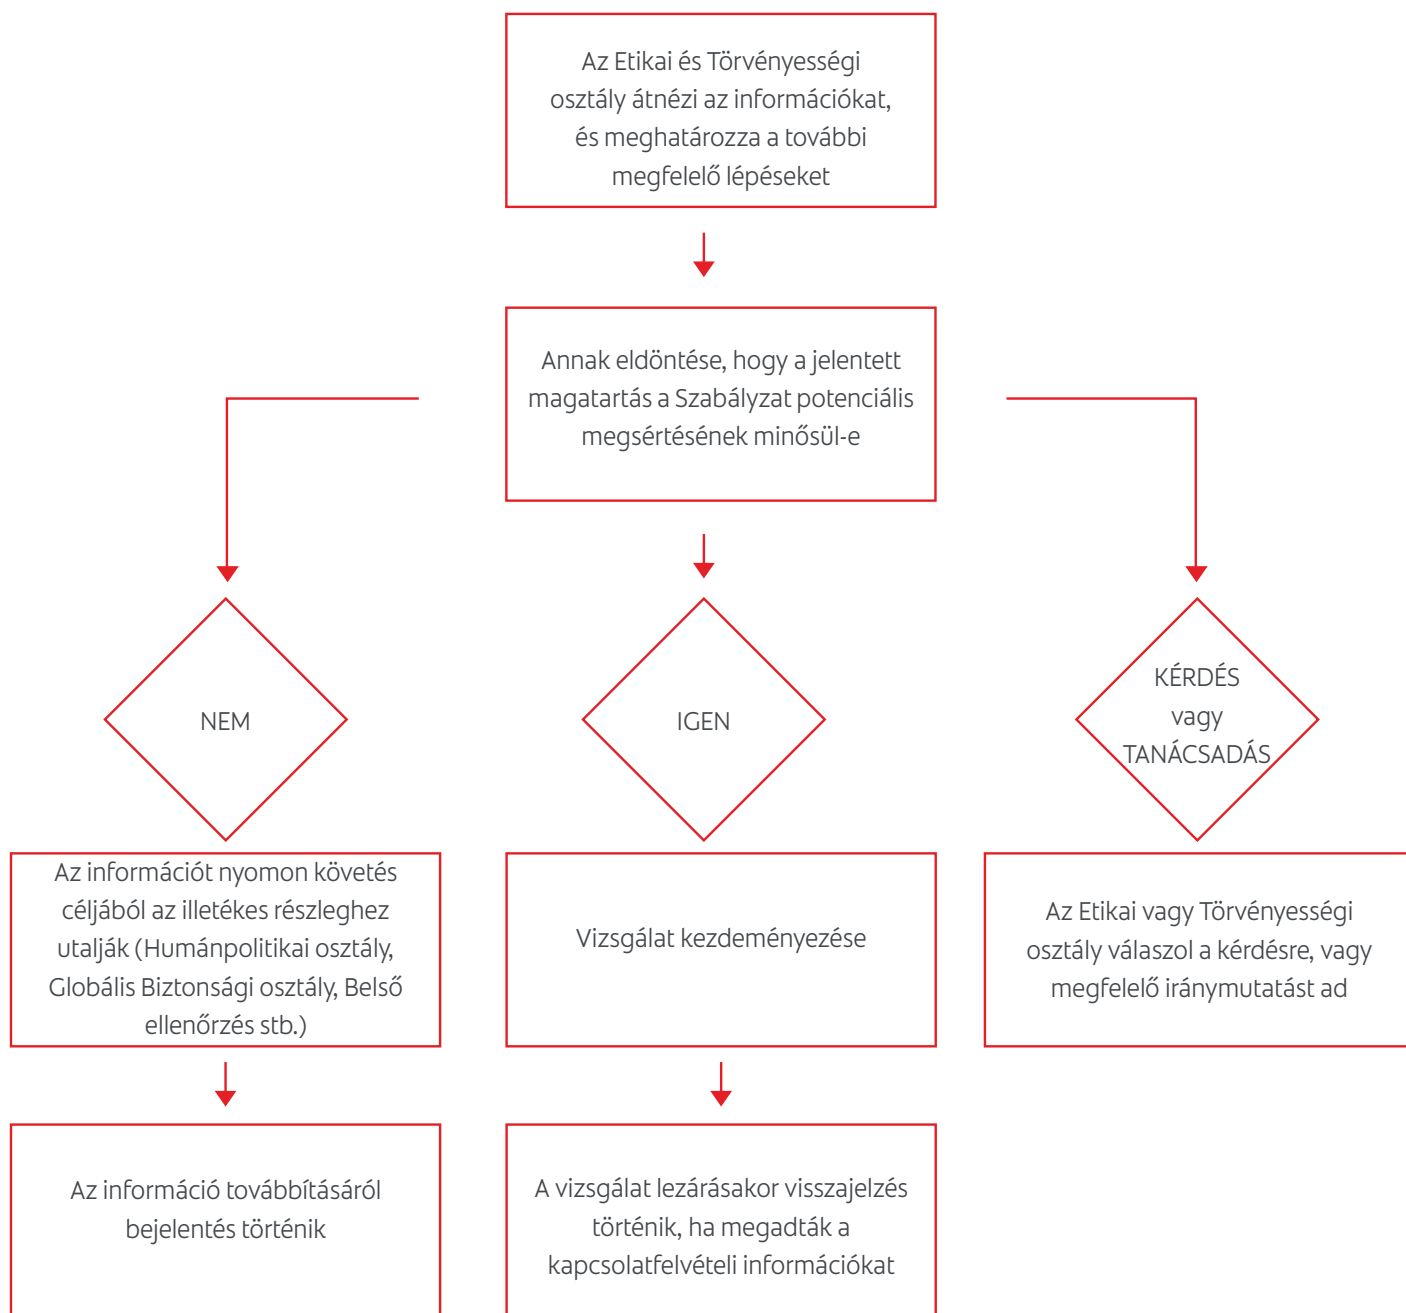 Az Etikai és Törvényességi
osztály átnézi az információkat,
és meghatározza a további
megfelelő lépéseket
Annak eldöntése, hogy a jelentett
magatartás a Szabályzat potenciális
megsértésének minősül-e
NEM
IGEN
KÉRDÉS
vagy
TANÁCSADÁS
Az információt nyomon követés
céljából az illetékes részleghez
utalják (Humánpolitikai osztály,
Globális Biztonsági osztály, Belső
ellenőrzés stb.)
Vizsgálat kezdeményezése
Az Etikai vagy Törvényességi
osztály válaszol a kérdésre, vagy
megfelelő iránymutatást ad
Az információ továbbításáról
bejelentés történik
A vizsgálat lezárásakor visszajelzés
történik, ha megadták a
kapcsolatfelvételi információkat